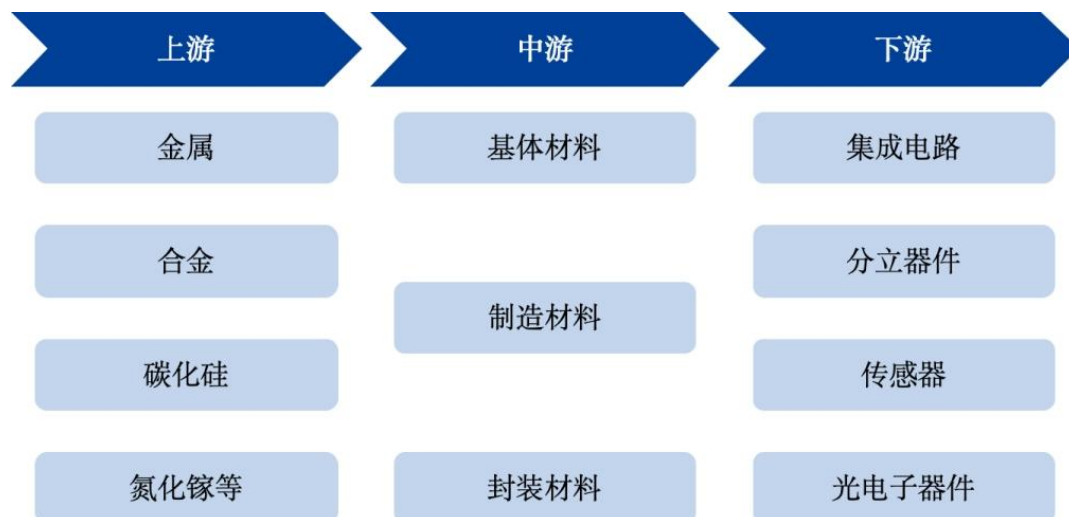 上游
中游
下游
金属
基体材料
集成电路
合金
分立器件
制造材料
碳化硅
传感器
氮化镓等
封装材料
光电子器件